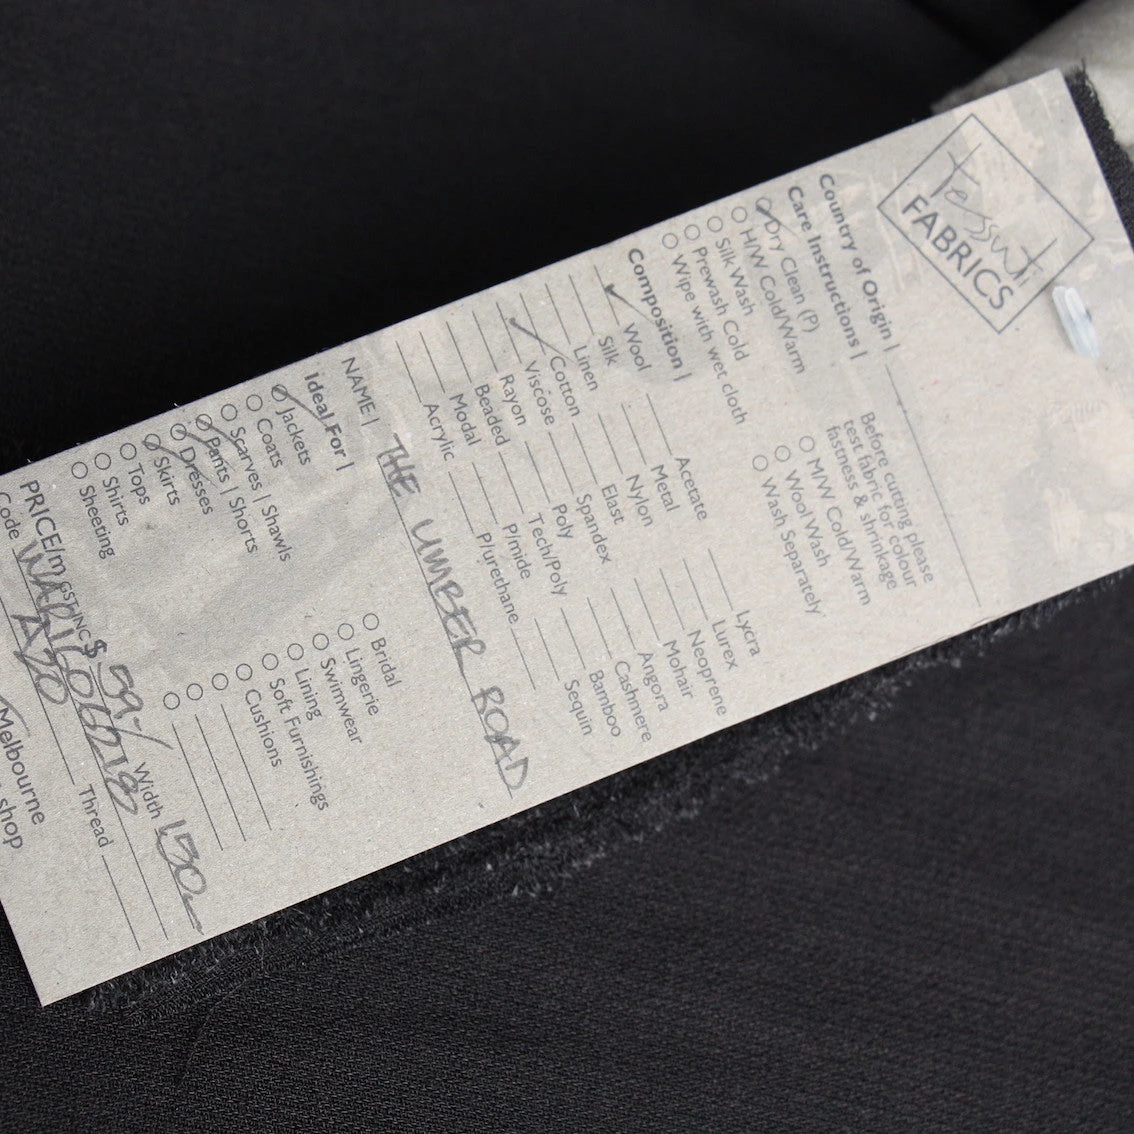 Tessuti
FABRICS
Country of Origin |
Care Instructions |
Dry Clean (P)
H/W Cold/Warm
Silk Wash
Prewash Cold
Wipe with wet cloth
Before cutting please
test fabric for colour
fastness & shrinkage
M/W Cold/Warm
Wool Wash
Wash Separately
Composition |
Wool
Silk
Linen
Cotton
Viscose
Rayon
Beaded
Modal
Acrylic
Acetate
Metal
Nylon
Elast
Spandex
Poly
Tech/Poly
P/mide
P/urethane
Lycra
Lurex
Neoprene
Mohair
Angora
Cashmere
Bamboo
Sequin
NAME | THE UMBER ROAD
Ideal For |
Jackets
Coats
Scarves | Shawls
Pants | Shorts
Dresses
Skirts
Tops
Shirts
Sheeting
Bridal
Lingerie
Swimwear
Lining
Soft Furnishings
Cushions
PRICE/m GST INC $ 59-/ Width 150
Code
A20
Thread
Melbourne
shop